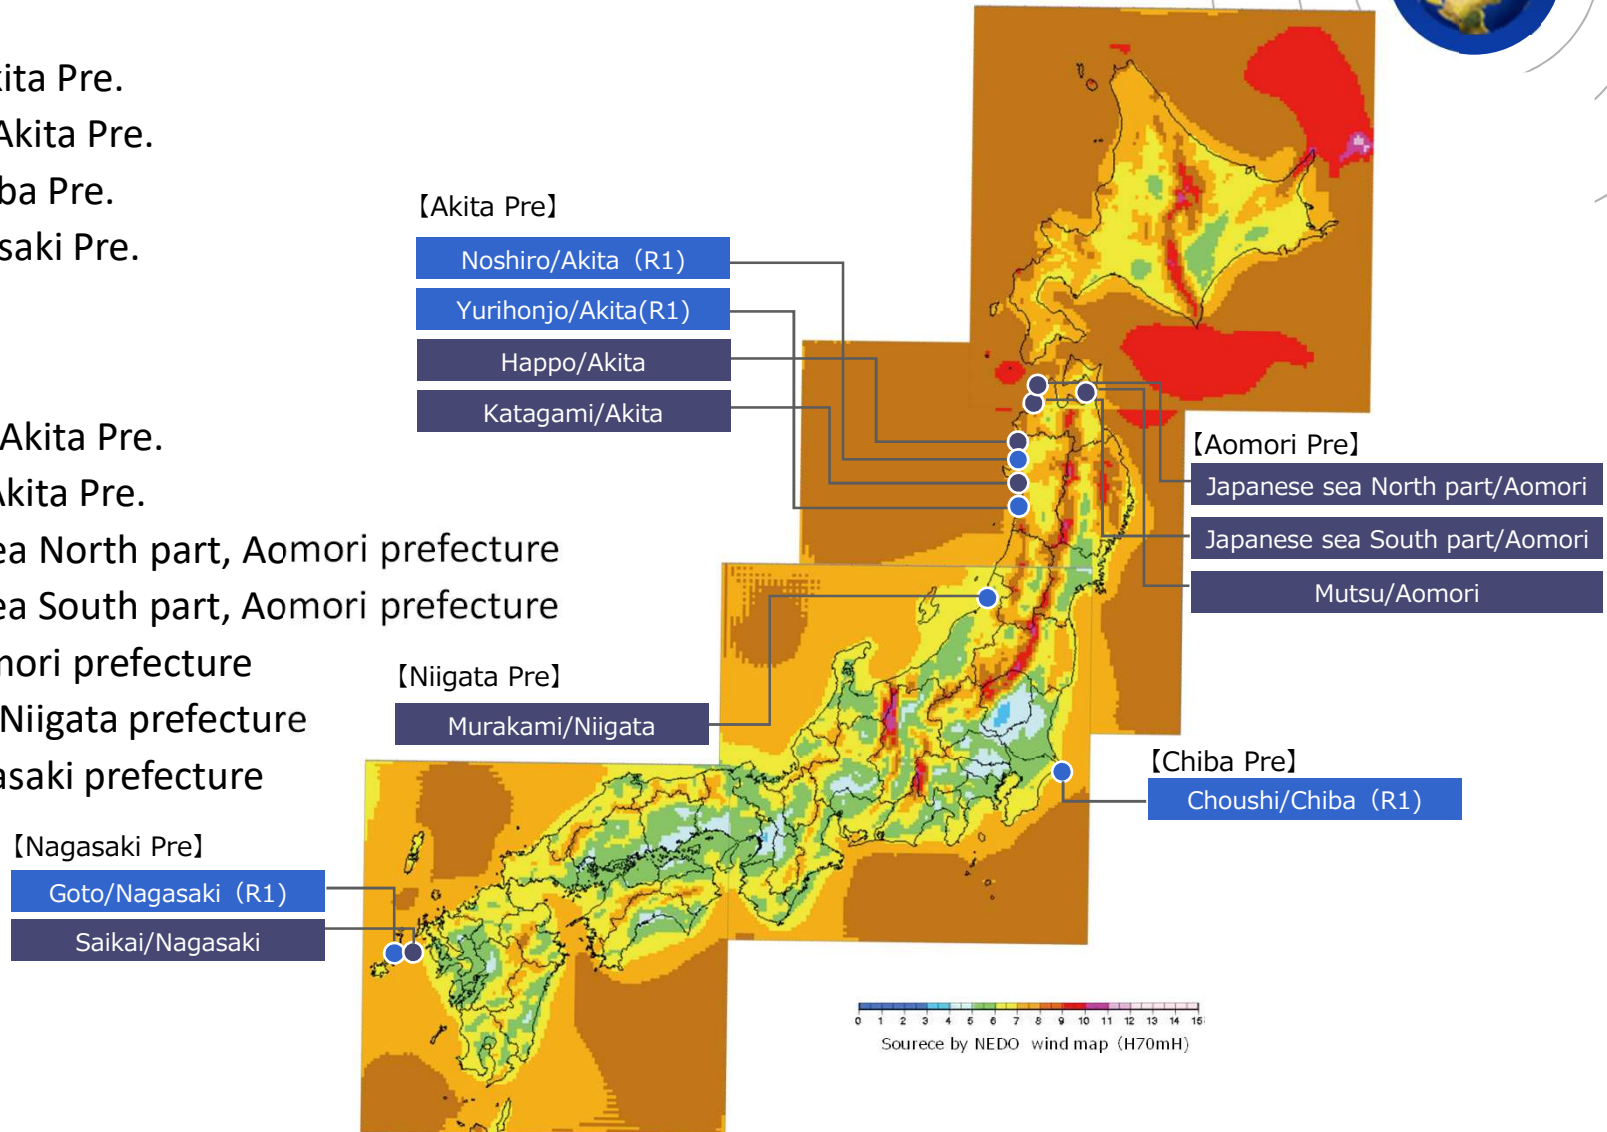 ita Pre.
Akita Pre.
ba Pre.
saki Pre.
Akita Pre.
Akita Pre.
ea North part, Aomori prefecture
ea South part, Aomori prefecture
mori prefecture
Niigata prefecture
asaki prefecture
【Akita Pre】
Noshiro/Akita（R1）
Yurihonjo/Akita(R1)
Happo/Akita
Katagami/Akita
【Aomori Pre】
Japanese sea North part/Aomori
Japanese sea South part/Aomori
Mutsu/Aomori
【Niigata Pre】
Murakami/Niigata
【Chiba Pre】
Choushi/Chiba（R1）
【Nagasaki Pre】
Goto/Nagasaki（R1）
Saikai/Nagasaki
0 1 2 3 4 5 6 7 8 9 10 11 12 13 14 15
Sourece by NEDO wind map（H70mH）